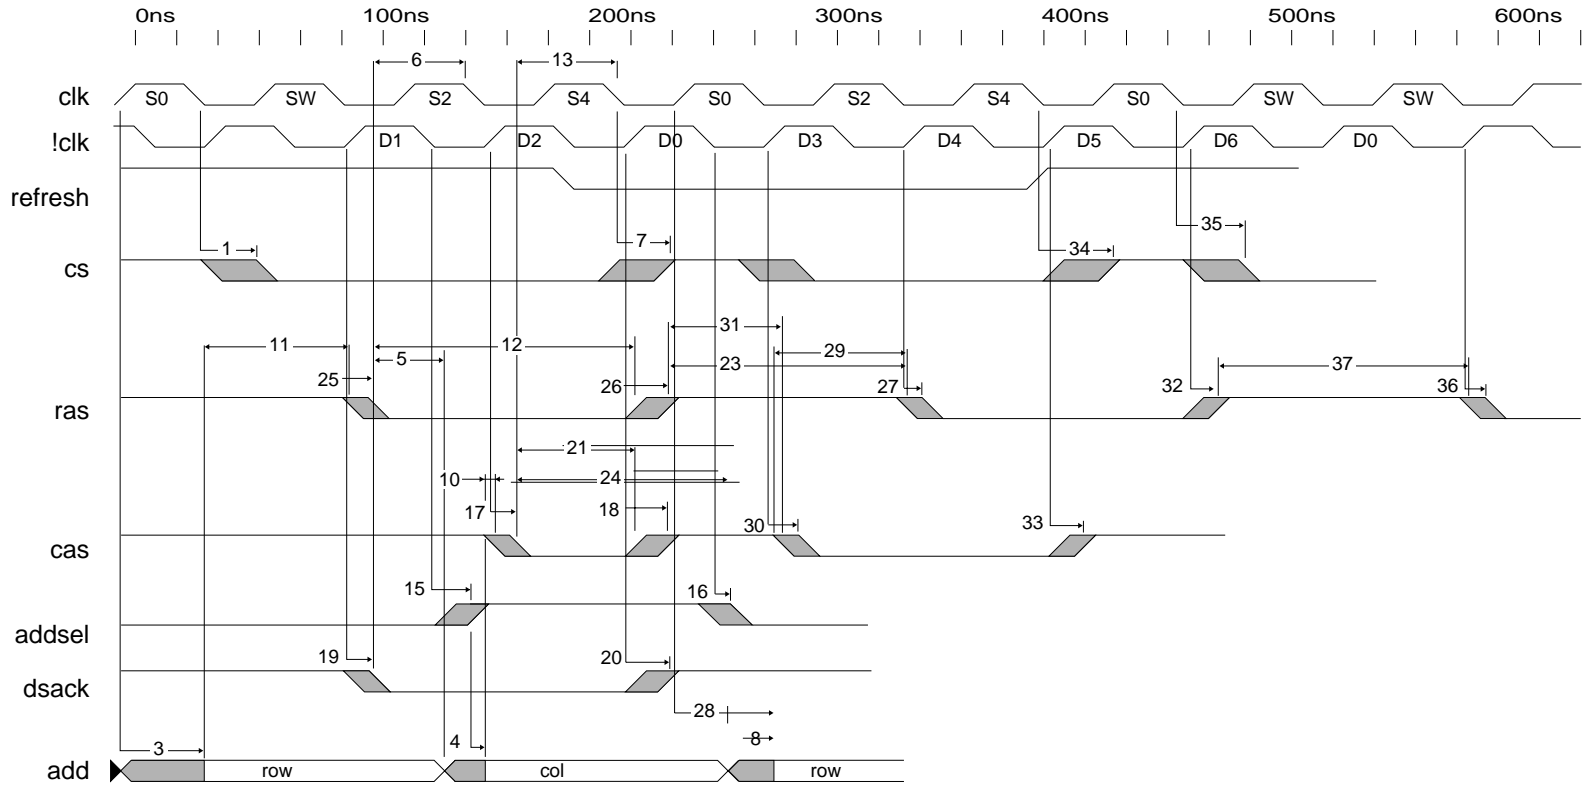 0ns 100ns 200ns 300ns 400ns 500ns 600ns
6 13
clk S0 SW S2 S4 S0 S2 S4 S0 SW SW
!clk D1 D2 D0 D3 D4 D5 D6 D0
refresh
35
1 7 34
cs
31
11 5 12 29
23 37
25 26 27 32 36
ras
21
10 24
17 18
30 33
cas
15 16
addsel
19 20
dsack
28
3 4 8
add row col row